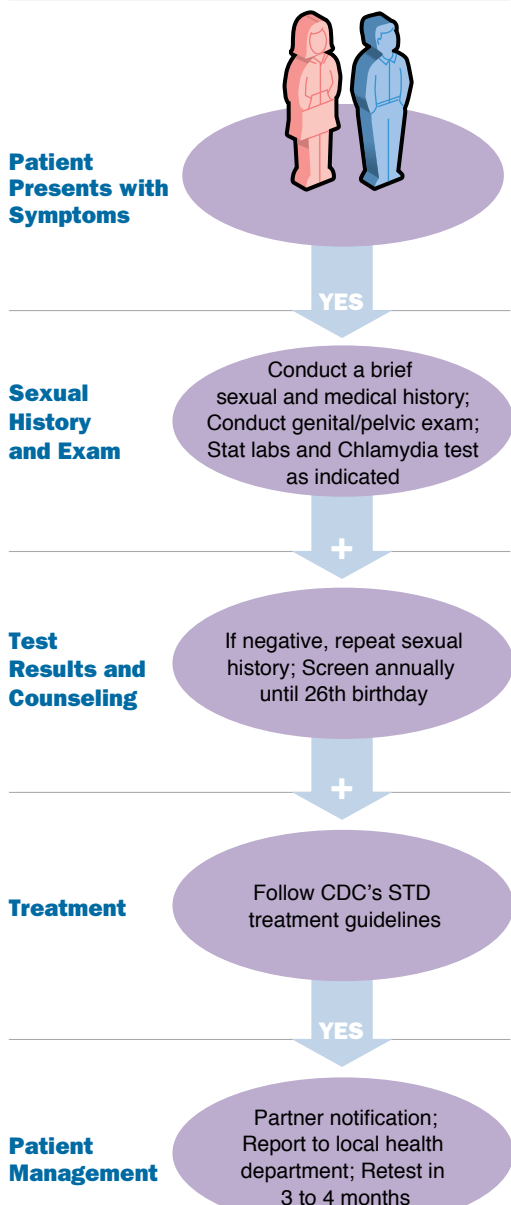 Patient
Presents with
Symptoms
YES
Sexual
History
and Exam
Conduct a brief
sexual and medical history;
Conduct genital/pelvic exam;
Stat labs and Chlamydia test
as indicated
+
Test
Results and
Counseling
If negative, repeat sexual
history; Screen annually
until 26th birthday
+
Treatment
Follow CDC's STD
treatment guidelines
YES
Patient
Management
Partner notification;
Report to local health
department; Retest in
3 to 4 months